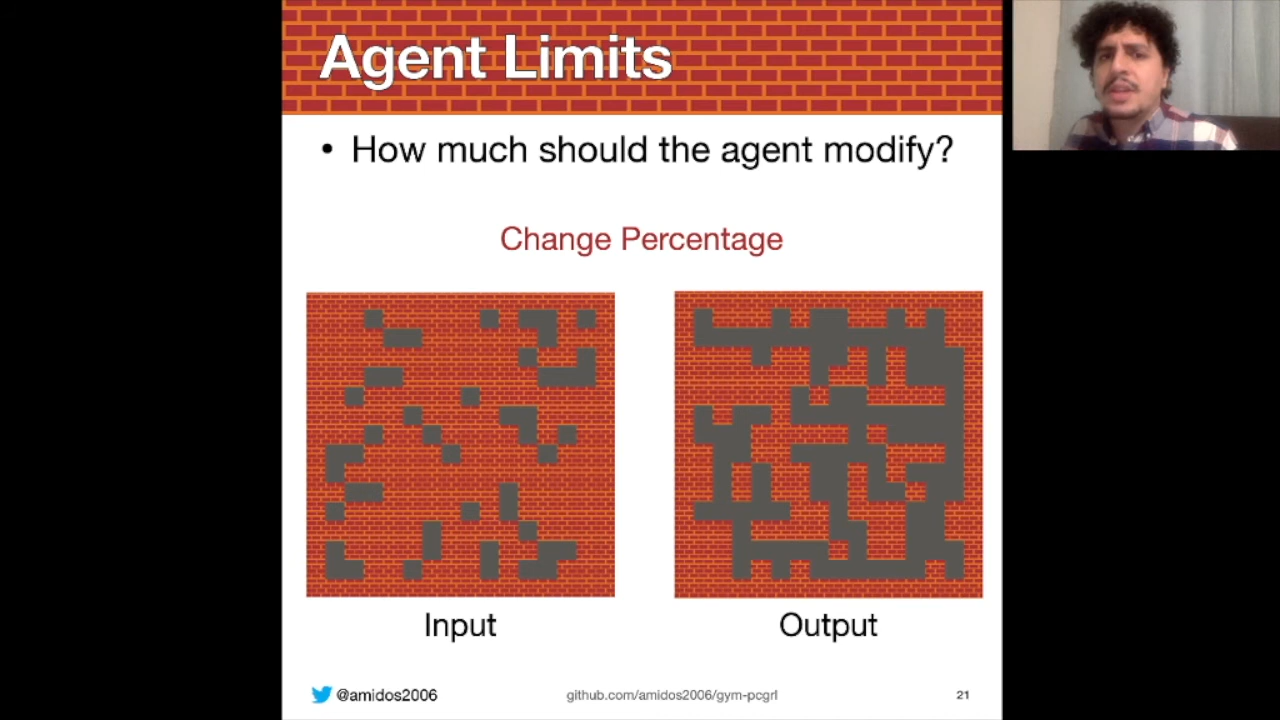 Agent Limits
• How much should the agent modify?
Change Percentage
Input
Output
@amidos2006
github.com/amidos2006/gym-pcgrl
21